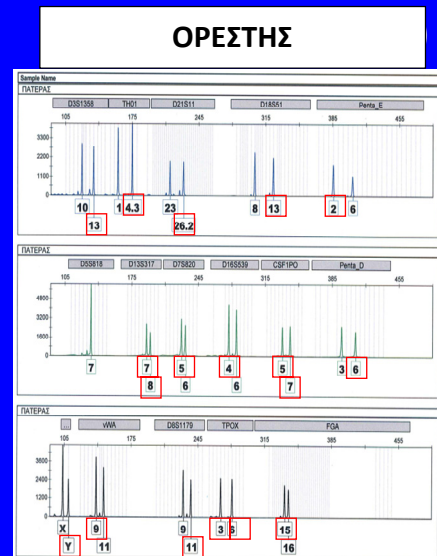 ΟΡΕΣΤΗΣ
Sample Name
ΠΑΤΕΡΑΣ
D3S1358 TH01 D21S11 D18S51 Penta_E
105 175 245 315 385 455
3300
2200
1100
0
10 1 4.3 23 8 13 2 6
13 26.2
ΠΑΤΕΡΑΣ
D5S818 D13S317 D7S820 D16S539 CSF1PO Penta_D
105 175 245 315 385 455
4800
3200
1600
0
7 7 5 4 5 3 6
8 6 6 7
ΠΑΤΕΡΑΣ
... vWA D8S1179 TPOX FGA
105 175 245 315 385 455
3600
2400
1200
0
X 9 9 3 6 15
Y 11 11 16